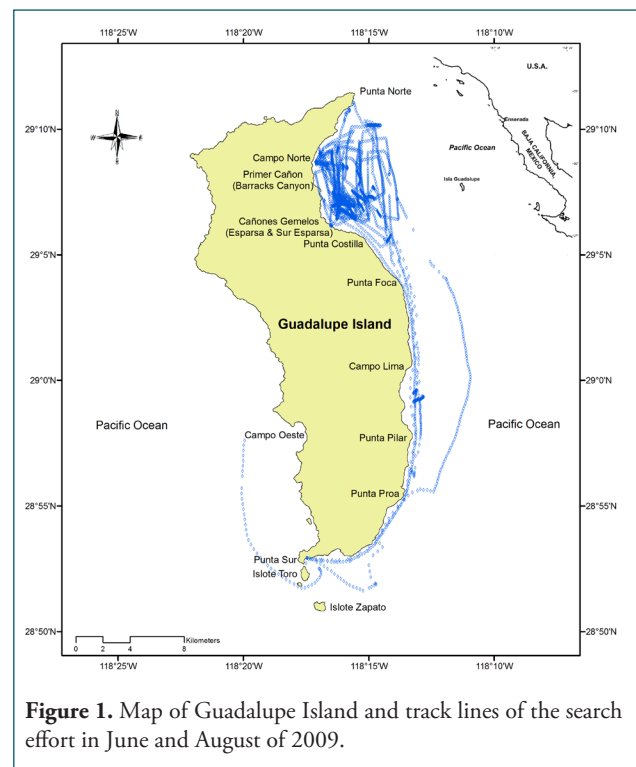 118°25'W
118°20'W
118°15'W
118°10'W
U.S.A.
Punta Norte
Ensenada
BAJA CALIFORNIA
MEXICO
Pacific Ocean
Isla Guadalupe
29°10'N
29°10'N
N
Campo Norte
Primer Cañon
(Barracks Canyon)
Cañones Gemelos
(Esparsa & Sur Esparsa)
Punta Costilla
29°5'N
29°5'N
Punta Foca
Guadalupe Island
Campo Lima
29°0'N
29°0'N
Pacific Ocean
Campo Oeste
Punta Pilar
Pacific Ocean
Punta Proa
28°55'N
28°55'N
Punta Sur
Islote Toro
Islote Zapato
28°50'N
28°50'N
Kilometers
0 2 4 8
118°25'W
118°20'W
118°15'W
118°10'W
Figure 1. Map of Guadalupe Island and track lines of the search
effort in June and August of 2009.